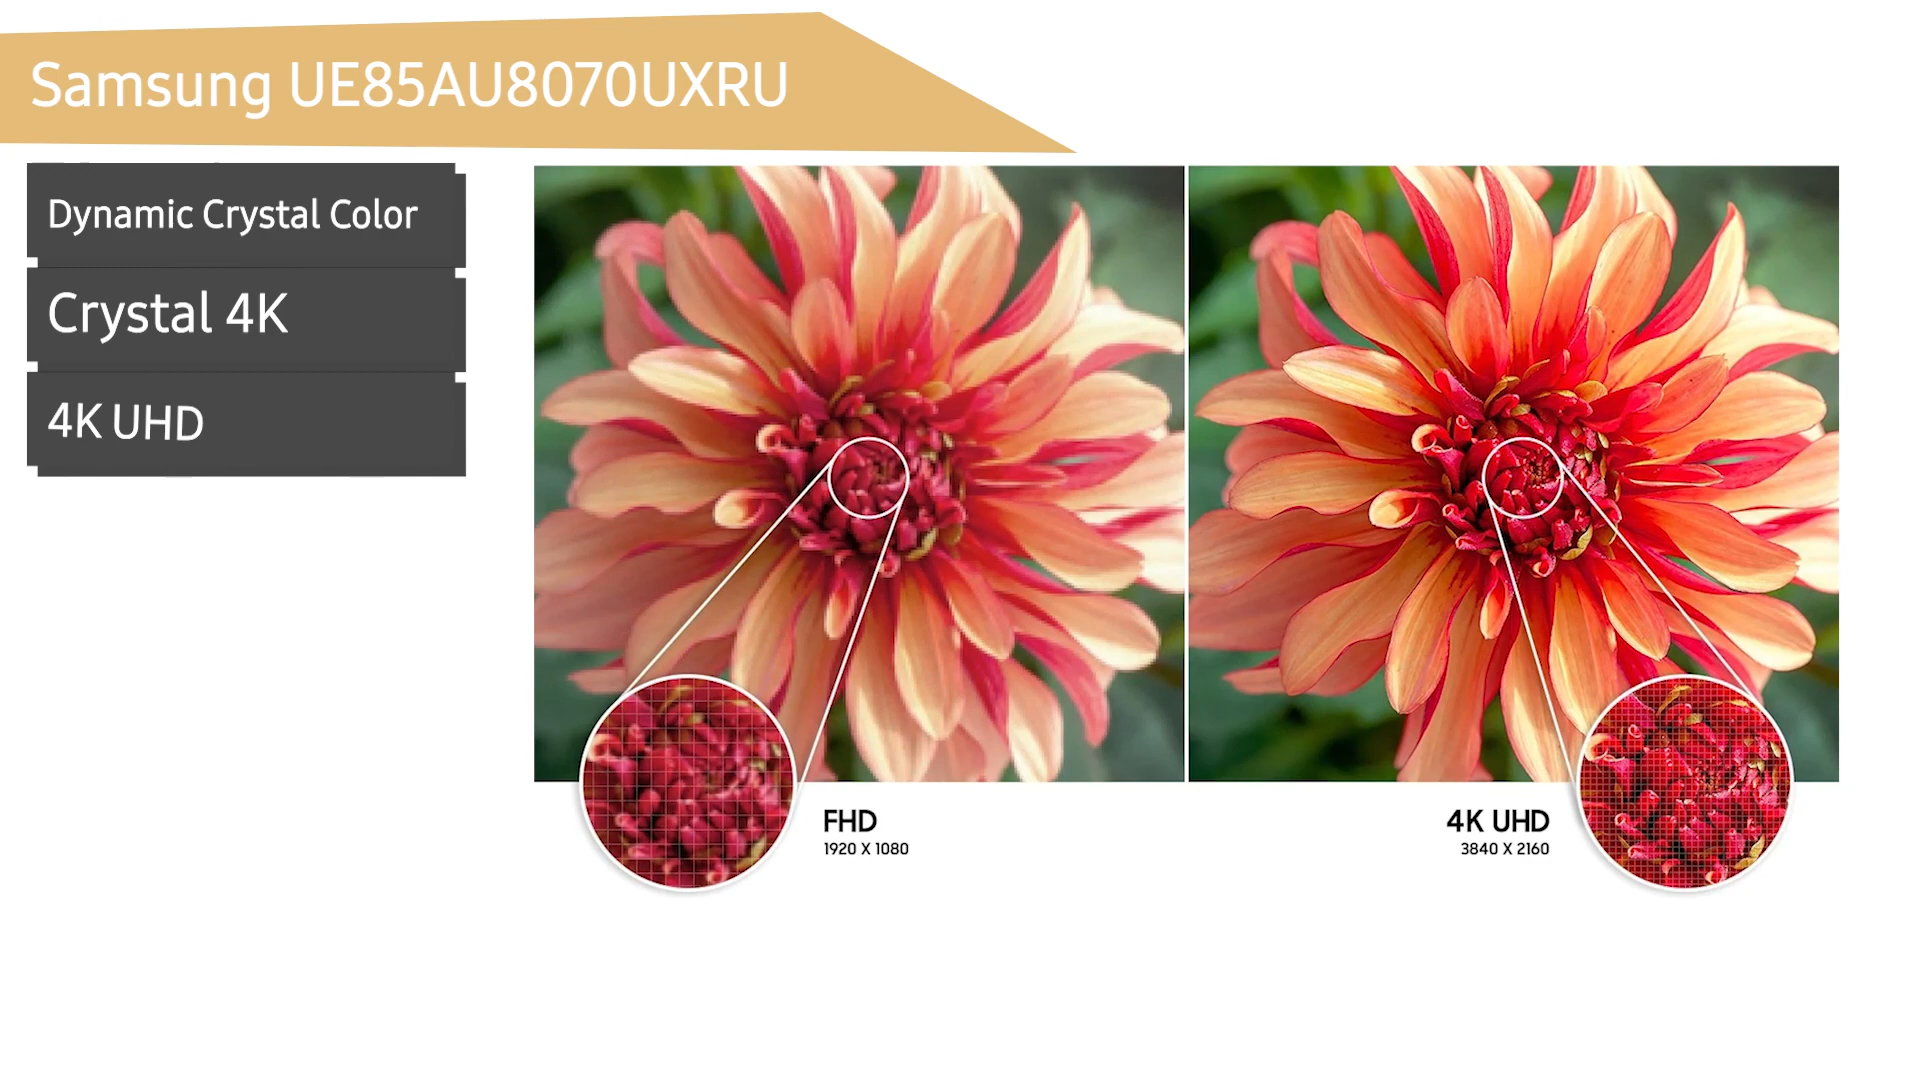 Samsung UE85AU8070UXRU
Dynamic Crystal Color
Crystal 4K
4K UHD
FHD
1920 X 1080
4K UHD
3840 X 2160